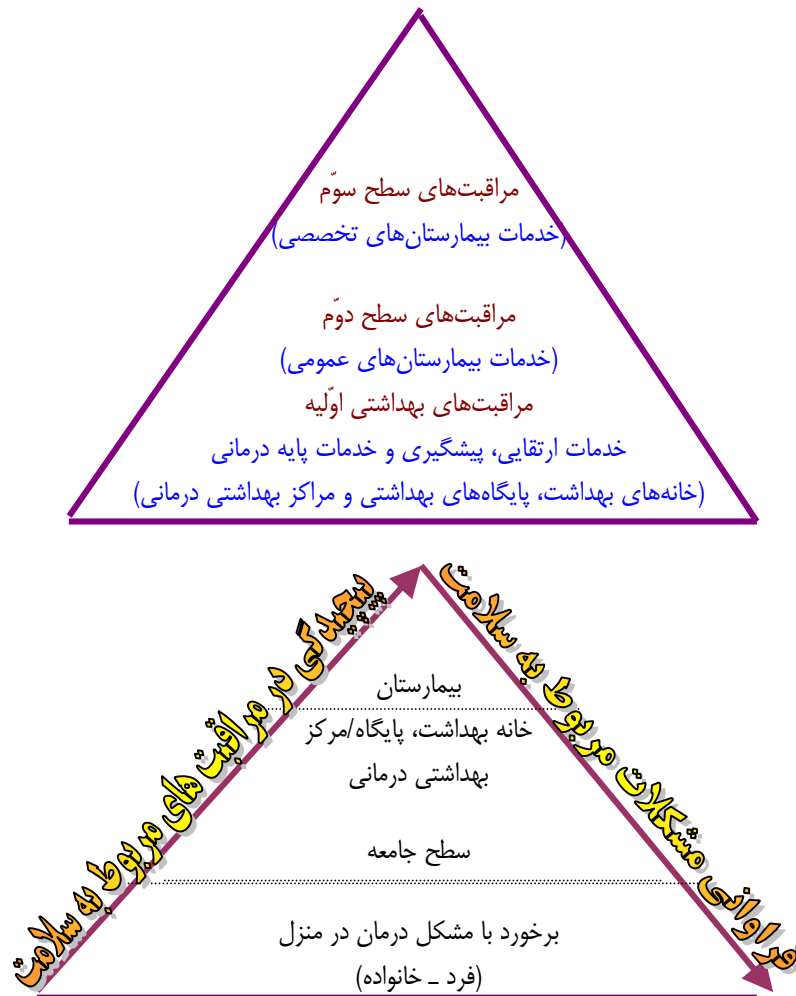 مراقبت‌های سطح سوّم
(خدمات بیمارستان‌های تخصصی)
مراقبت‌های سطح دوّم
(خدمات بیمارستان‌های عمومی)
مراقبت‌های بهداشتی اوّلیه
خدمات ارتقایی، پیشگیری و خدمات پایه درمانی
(خانه‌های بهداشت، پایگاه‌های بهداشتی و مراکز بهداشتی درمانی)
فراوانی مشکلات مربوط به سلامت
پیچیدگی در مراقبت های مربوط به سلامت
بیمارستان
خانه بهداشت، پایگاه/مرکز
بهداشتی درمانی
سطح جامعه
برخورد با مشکل درمان در منزل
(فرد ـ خانواده)